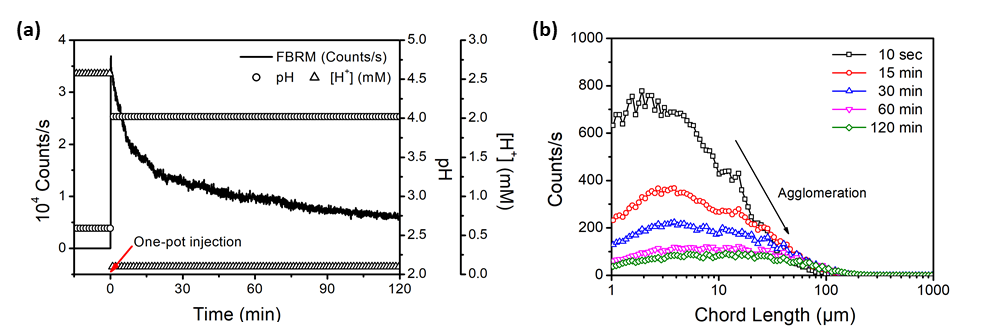 (a)
4
3
2
1
0
10⁴ Counts/s
FBRM (Counts/s)
pH
[H⁺] (mM)
One-pot injection
0
30
60
90
120
Time (min)
5.0
4.5
4.0
3.5
3.0
2.5
2.0
pH
3.0
2.5
2.0
1.5
1.0
0.5
0.0
[H⁺] (mM)
(b)
1000
800
600
400
200
0
Counts/s
10 sec
15 min
30 min
60 min
120 min
Agglomeration
1
10
100
1000
Chord Length (µm)